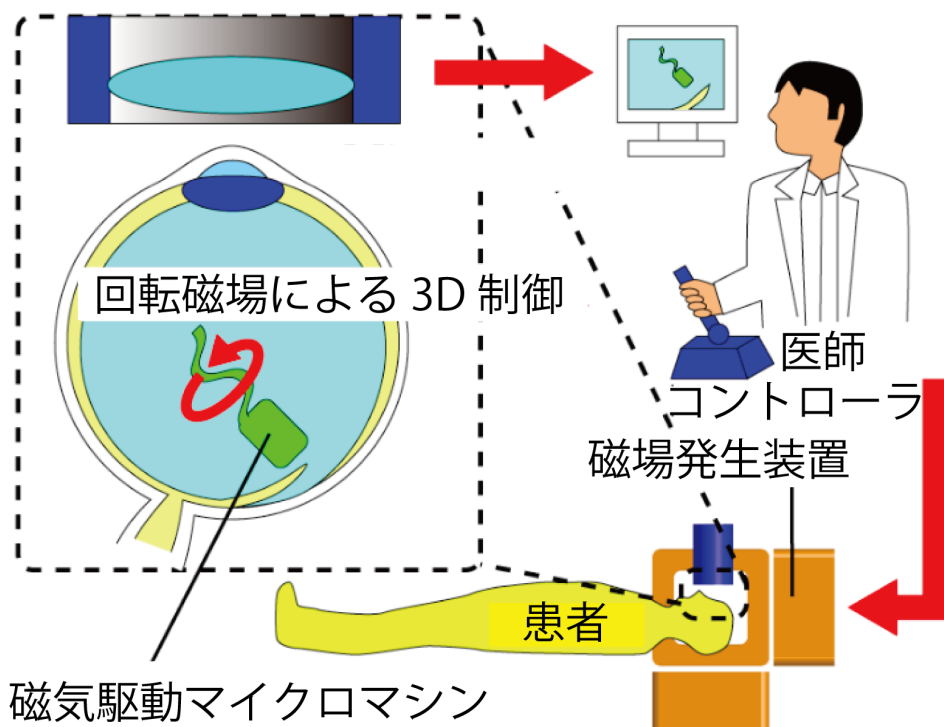 回転磁場による 3D 制御
医師
コントローラ
磁場発生装置
患者
磁気駆動マイクロマシン